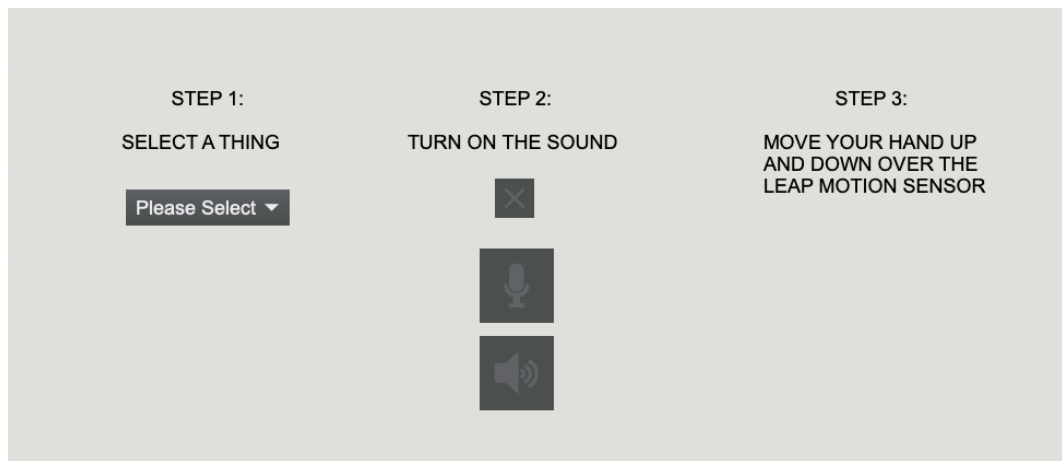 STEP 1:
SELECT A THING
Please Select
STEP 2:
TURN ON THE SOUND
STEP 3:
MOVE YOUR HAND UP
AND DOWN OVER THE
LEAP MOTION SENSOR